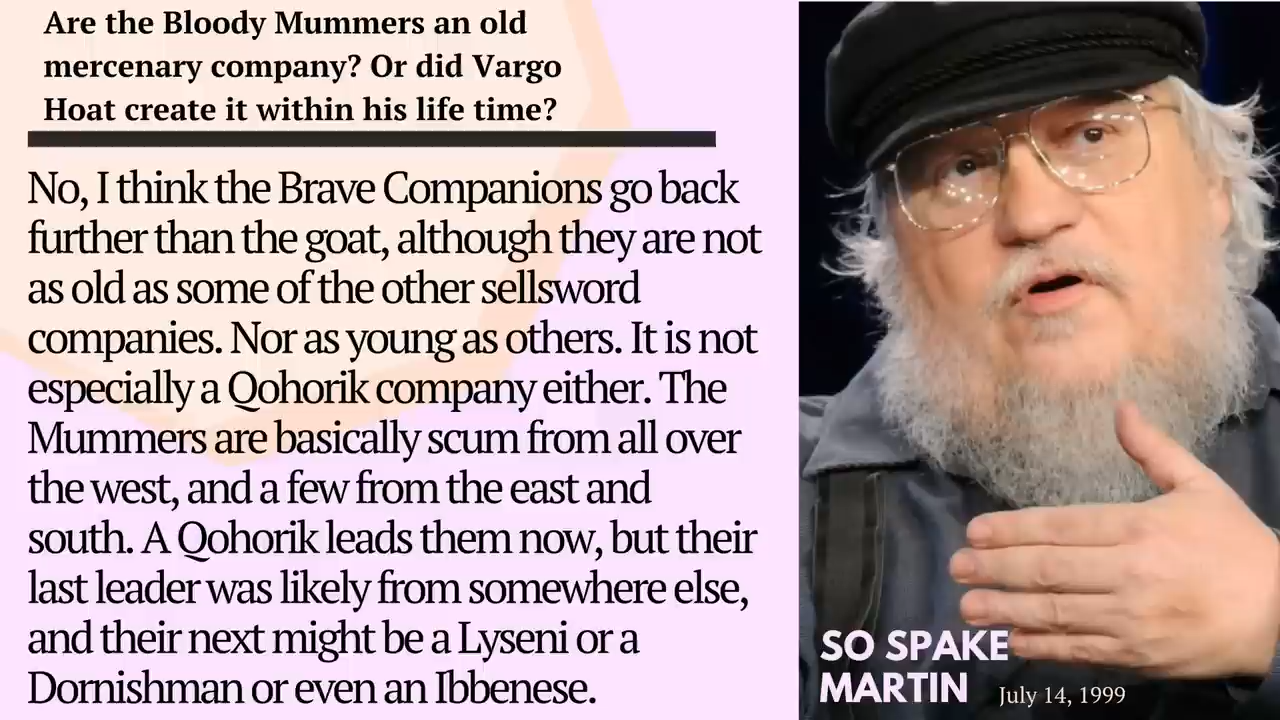 Are the Bloody Mummers an old
mercenary company? Or did Vargo
Hoat create it within his life time?
No, I think the Brave Companions go back
further than the goat, although they are not
as old as some of the other sellsword
companies. Nor as young as others. It is not
especially a Qohorik company either. The
Mummers are basically scum from all over
the west, and a few from the east and
south. A Qohorik leads them now, but their
last leader was likely from somewhere else,
and their next might be a Lyseni or a
Dornishman or even an Ibbenese.
SO SPAKE
MARTIN
July 14, 1999